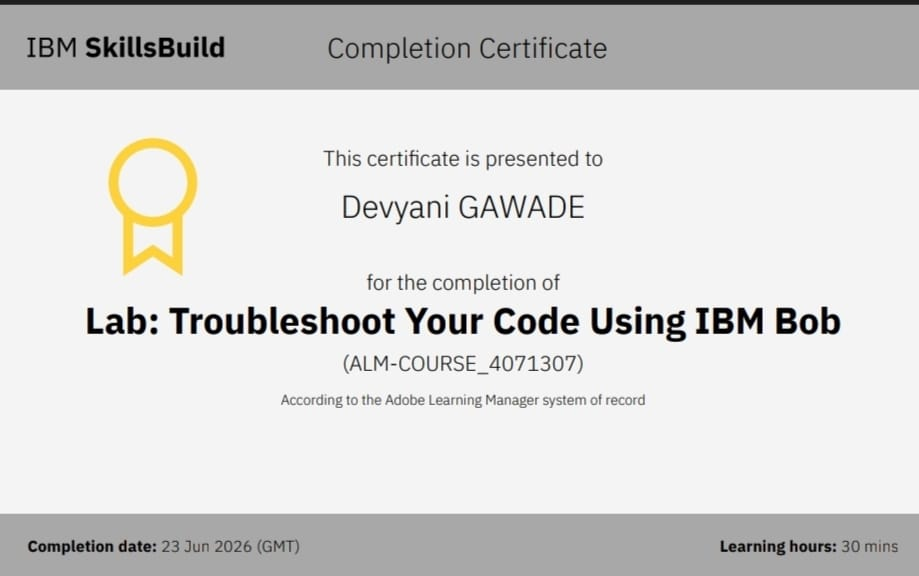 IBM SkillsBuild
Completion Certificate
This certificate is presented to
Devyani GAWADE
for the completion of
Lab: Troubleshoot Your Code Using IBM Bob
(ALM-COURSE_4071307)
According to the Adobe Learning Manager system of record
Completion date: 23 Jun 2026 (GMT)
Learning hours: 30 mins